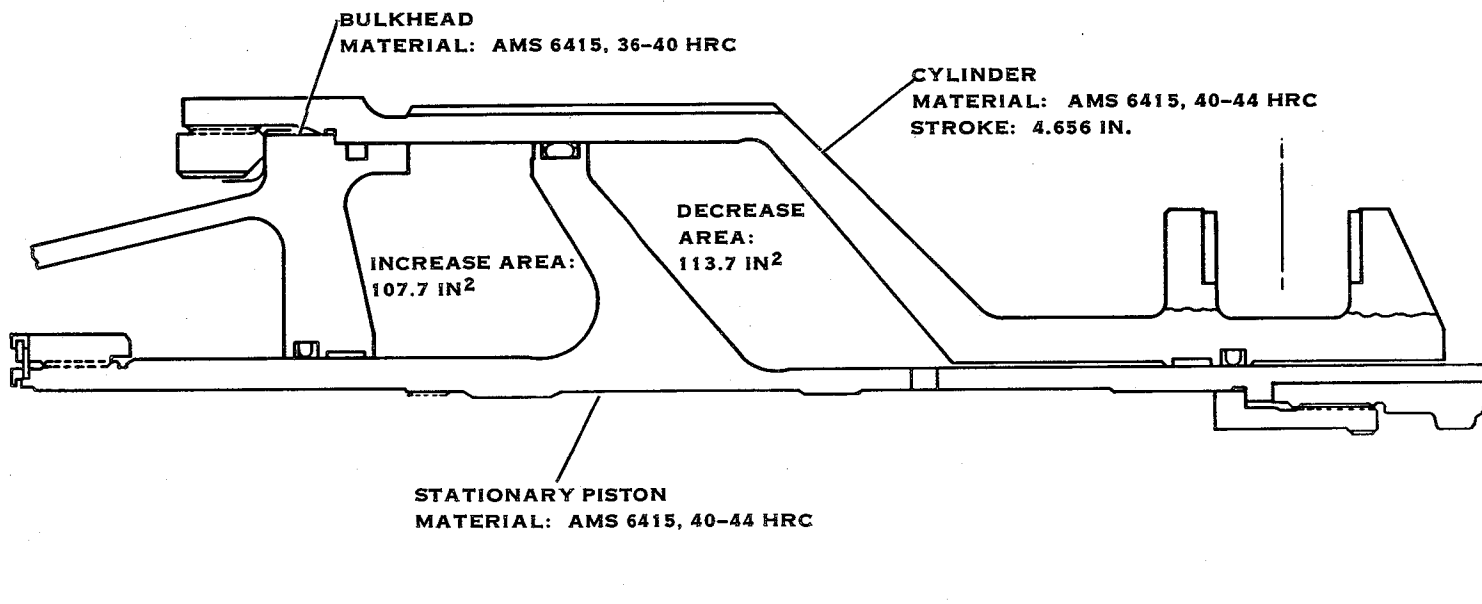 BULKHEAD
MATERIAL: AMS 6415, 36–40 HRC
CYLINDER
MATERIAL: AMS 6415, 40–44 HRC
STROKE: 4.656 IN.
DECREASE
AREA:
113.7 IN²
INCREASE AREA:
107.7 IN²
STATIONARY PISTON
MATERIAL: AMS 6415, 40–44 HRC